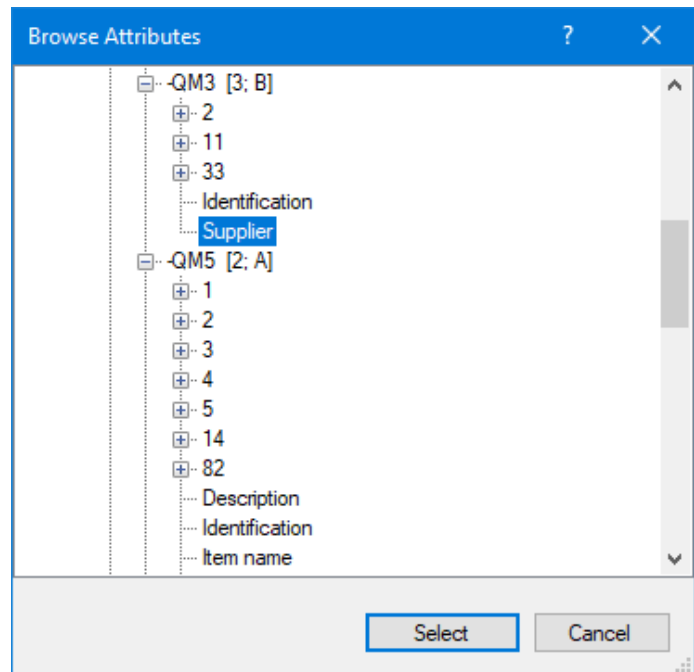 Browse Attributes ?
-QM3 [3; B]
2
11
33
Identification
Supplier
-QM5 [2; A]
1
2
3
4
5
14
82
Description
Identification
Item name
Select Cancel